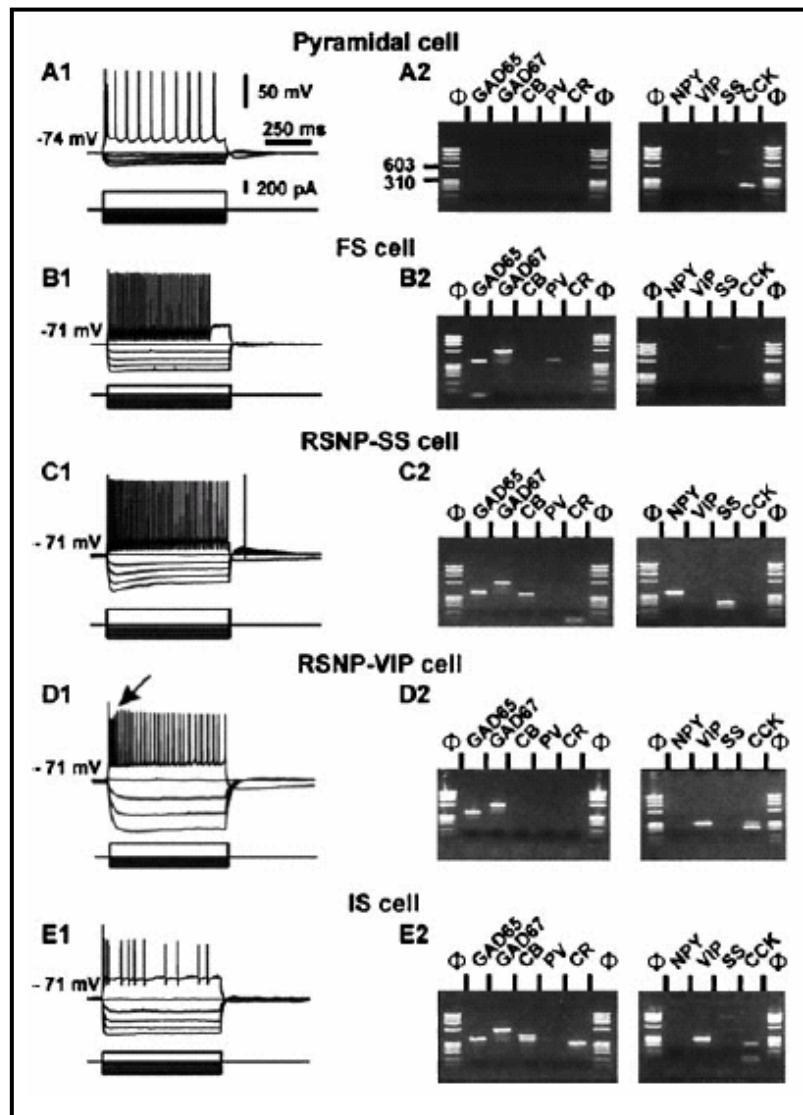 Pyramidal cell
A1
50 mV
250 ms
-74 mV
200 pA
A2
Φ GAD65 GAD67 CB PV CR Φ
Φ NPY VIP SS CCK Φ
603
310
FS cell
B1
-71 mV
B2
Φ GAD65 GAD67 CB PV CR Φ
Φ NPY VIP SS CCK Φ
RSNP-SS cell
C1
- 71 mV
C2
Φ GAD65 GAD67 CB PV CR Φ
Φ NPY VIP SS CCK Φ
RSNP-VIP cell
D1
- 71 mV
D2
Φ GAD65 GAD67 CB PV CR Φ
Φ NPY VIP SS CCK Φ
IS cell
E1
- 71 mV
E2
Φ GAD65 GAD67 CB PV CR Φ
Φ NPY VIP SS CCK Φ